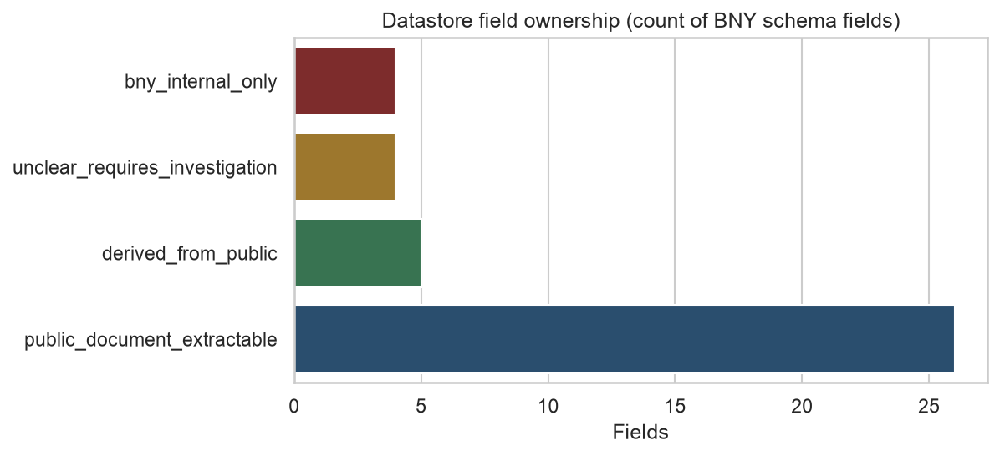 Datastore field ownership (count of BNY schema fields)
bny_internal_only
unclear_requires_investigation
derived_from_public
public_document_extractable
0 5 10 15 20 25
Fields